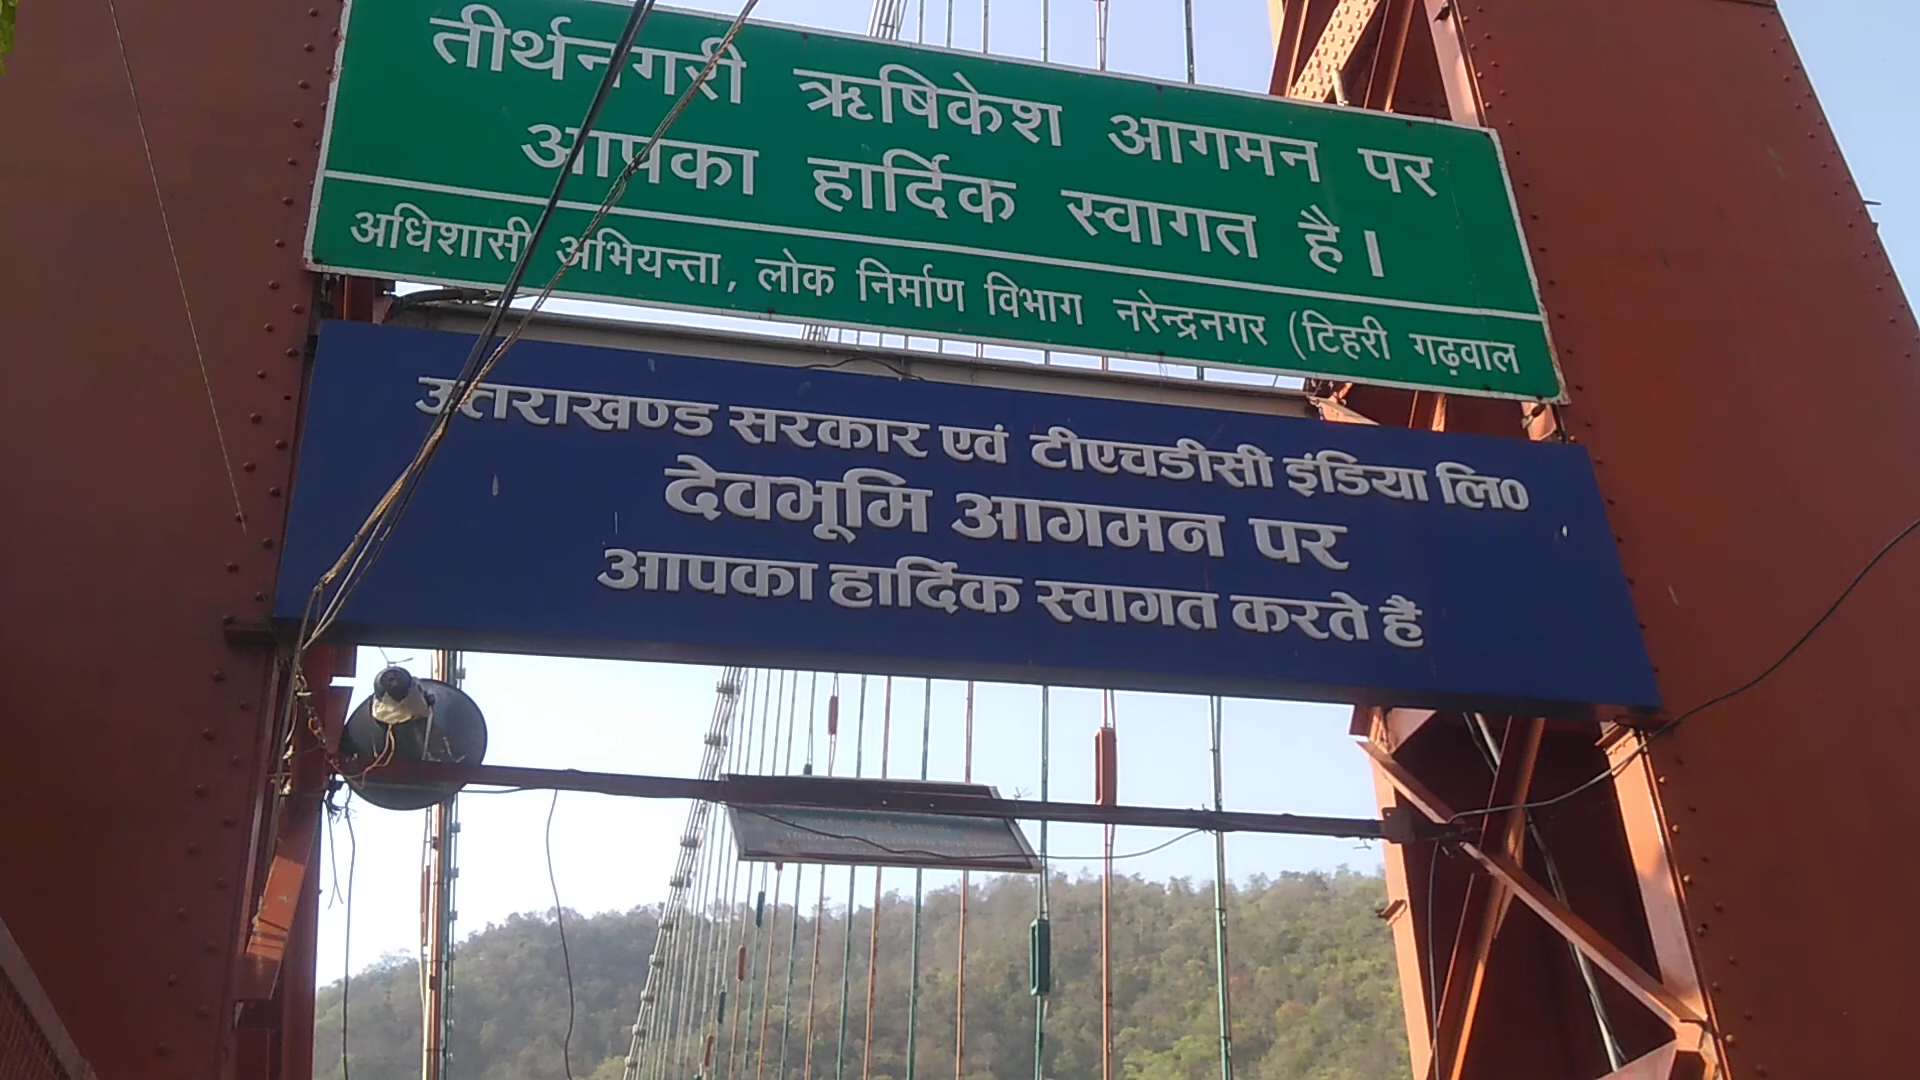 तीर्थनगरी ऋषिकेश आगमन पर
आपका हार्दिक स्वागत है।
अधिशासी अभियन्ता, लोक निर्माण विभाग नरेन्द्रनगर (टिहरी गढ़वाल
उत्तराखण्ड सरकार एवं टीएचडीसी इंडिया लि०
देवभूमि आगमन पर
आपका हार्दिक स्वागत करते हैं